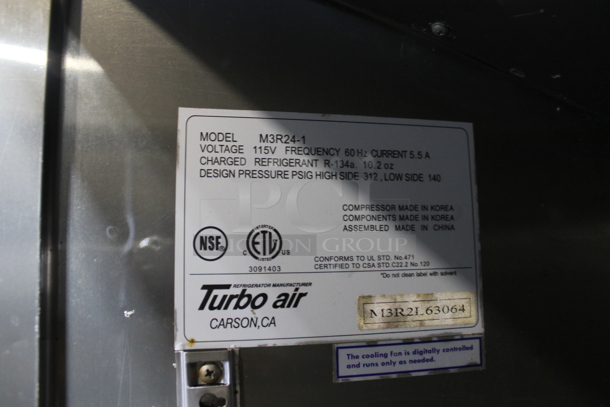 MODEL M3R24-1
VOLTAGE 115V FREQUENCY 60Hz CURRENT 5.5 A
CHARGED REFRIGERANT R-134a. 10.2 oz
DESIGN PRESSURE PSIG HIGH SIDE 312, LOW SIDE 140
COMPRESSOR MADE IN KOREA
COMPONENTS MADE IN KOREA
ASSEMBLED MADE IN CHINA
NSF®
C ETL US
LISTED
3091403
CONFORMS TO UL STD. No.471
CERTIFIED TO CSA STD.C22.2 No.120
*Do not clean label with solvent
REFRIGERATOR MANUFACTURER
Turbo air
CARSON,CA
M3R2L63064
The cooling fan is digitally controlled
and runs only as needed.